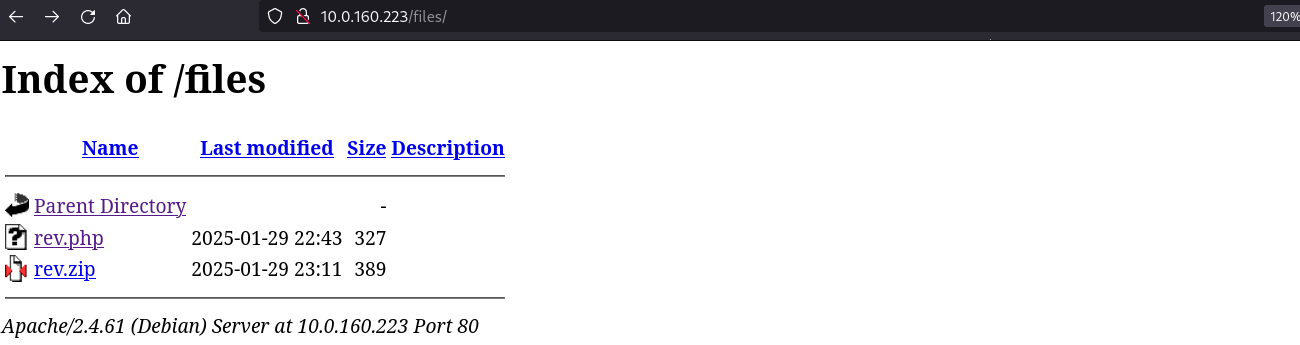 10.0.160.223/files/
120%
Index of /files
Name Last modified Size Description
Parent Directory -
rev.php 2025-01-29 22:43 327
rev.zip 2025-01-29 23:11 389
Apache/2.4.61 (Debian) Server at 10.0.160.223 Port 80